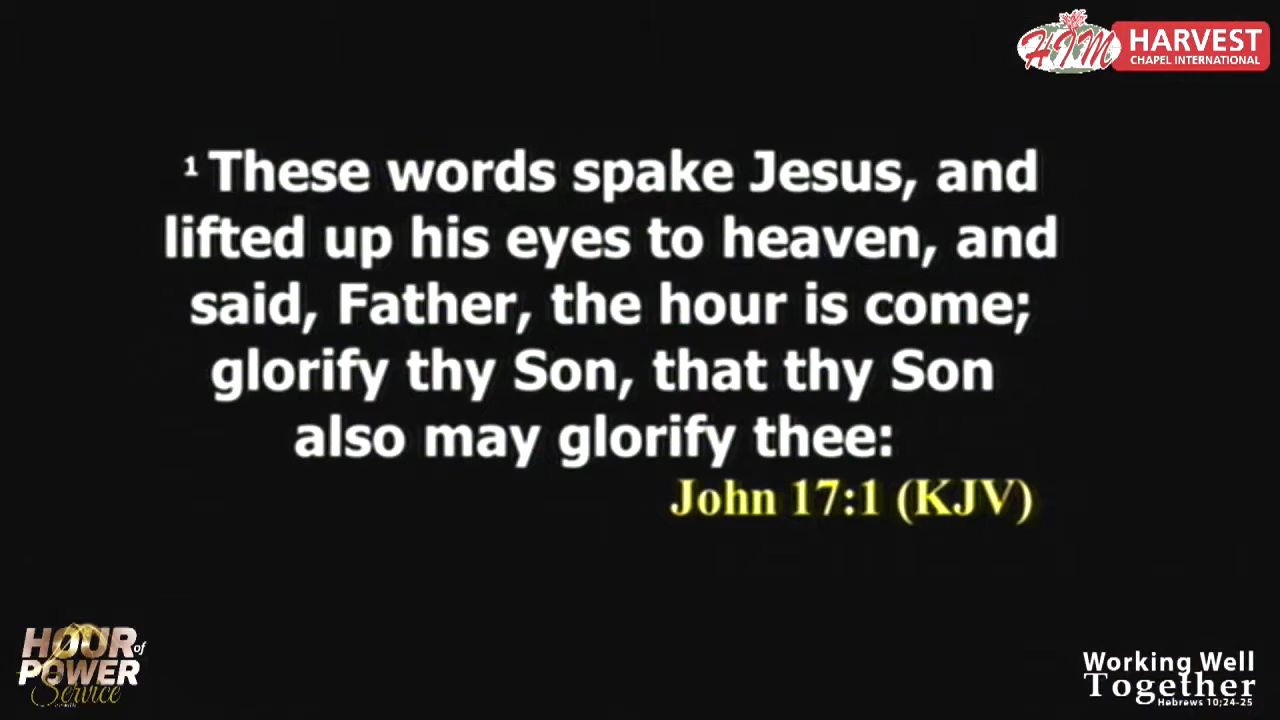 HIM HARVEST
CHAPEL INTERNATIONAL
1 These words spake Jesus, and
lifted up his eyes to heaven, and
said, Father, the hour is come;
glorify thy Son, that thy Son
also may glorify thee:
John 17:1 (KJV)
HOUR of
POWER
Service
Working Well
Together
Hebrews 10;24-25